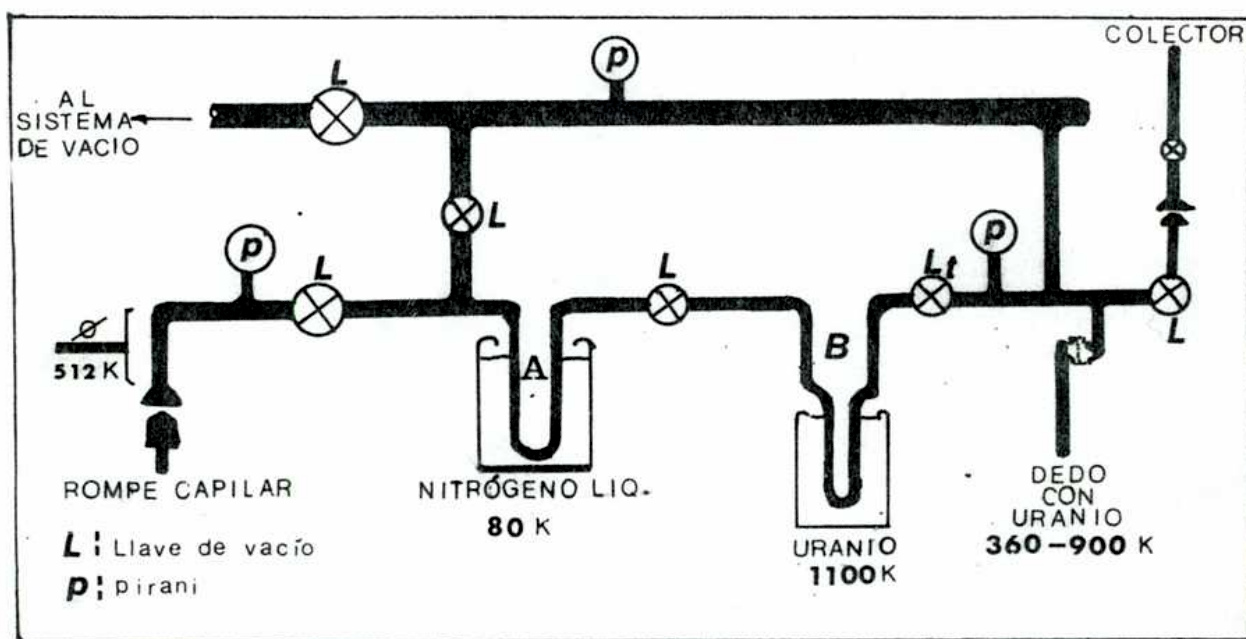 COLECTOR
P
L
AL
SISTEMA
DE VACIO
L
P
L
L
Lt
P
L
512 K
A
B
ROMPE CAPILAR
NITRÓGENO LIQ.
80 K
URANIO
1100 K
DEDO
CON
URANIO
360-900 K
L: Llave de vacío
P: pirani